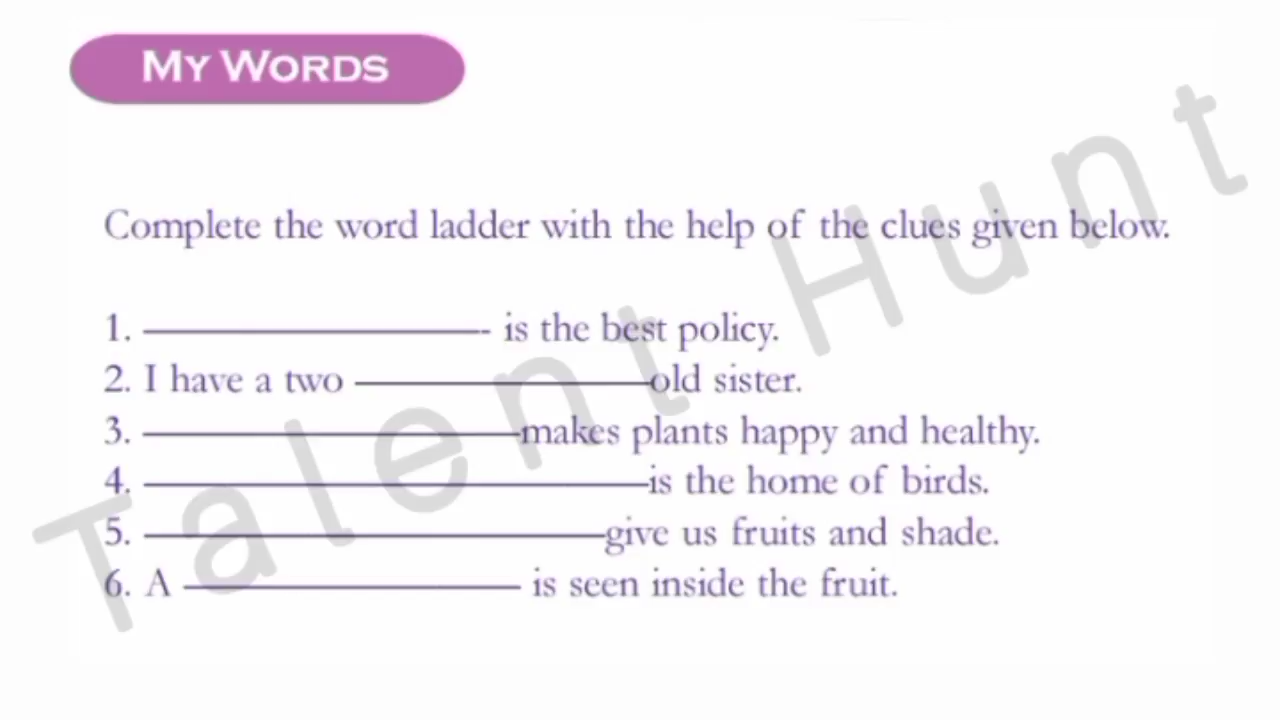 MY WORDS
Complete the word ladder with the help of the clues given below.
1. ———————————- is the best policy.
2. I have a two ——————————old sister.
3. ————————————makes plants happy and healthy.
4. ————————————————is the home of birds.
5. ———————————————give us fruits and shade.
6. A ——————————— is seen inside the fruit.
Talent Hunt